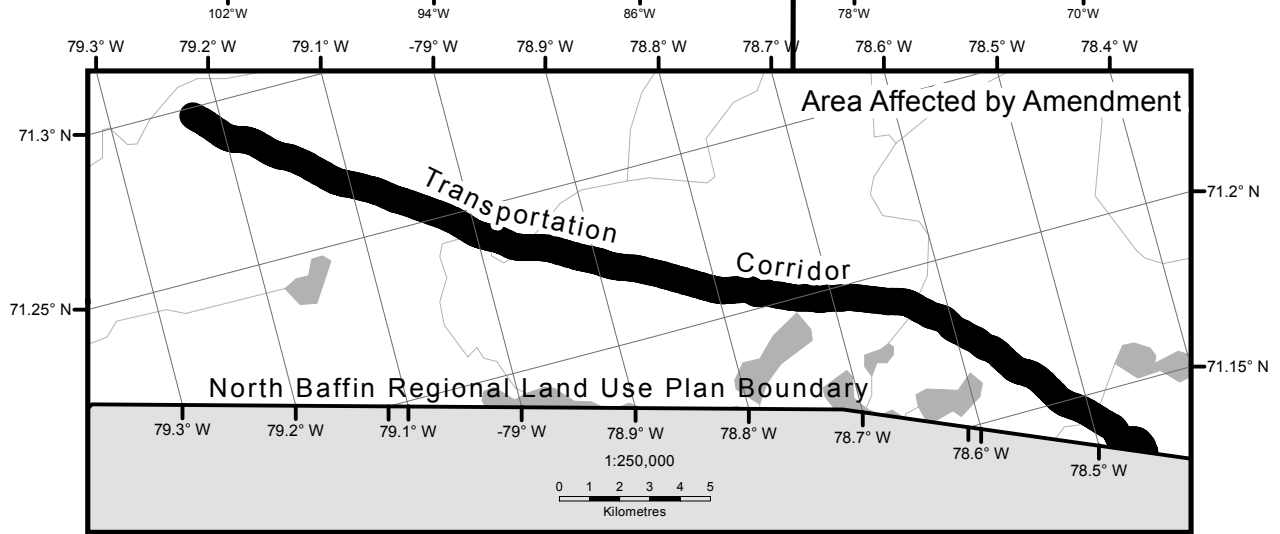 102°W 94°W 86°W 78°W 70°W
79.3° W 79.2° W 79.1° W -79° W 78.9° W 78.8° W 78.7° W 78.6° W 78.5° W 78.4° W
Area Affected by Amendment
71.3° N
Transportation
71.2° N
Corridor
71.25° N
71.15° N
North Baffin Regional Land Use Plan Boundary
79.3° W 79.2° W 79.1° W -79° W 78.9° W 78.8° W 78.7° W 78.6° W 78.5° W
1:250,000
0 1 2 3 4 5
Kilometres